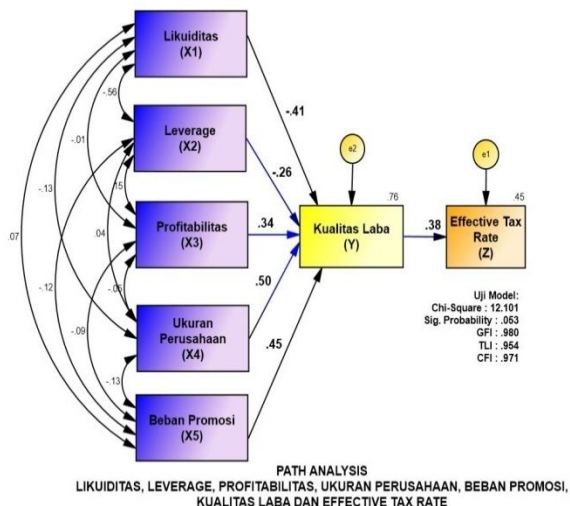 Likuiditas
(X1)
-.41
-.56
-.01
Leverage
(X2)
-.26
e2
e1
-.13
.15
.07
.04
Profitabilitas
(X3)
.34
.76
Kualitas Laba
(Y)
.38
.45
Effective Tax
Rate
(Z)
-.12
-.05
.50
-.09
Ukuran
Perusahaan
(X4)
.45
-.13
Beban Promosi
(X5)
Uji Model:
Chi-Square : 12.101
Sig. Probability : .053
GFI: .980
TLI: .954
CFI: .971
PATH ANALYSIS
LIKUIDITAS, LEVERAGE, PROFITABILITAS, UKURAN PERUSAHAAN, BEBAN PROMOSI,
KUALITAS LABA DAN EFFECTIVE TAX RATE